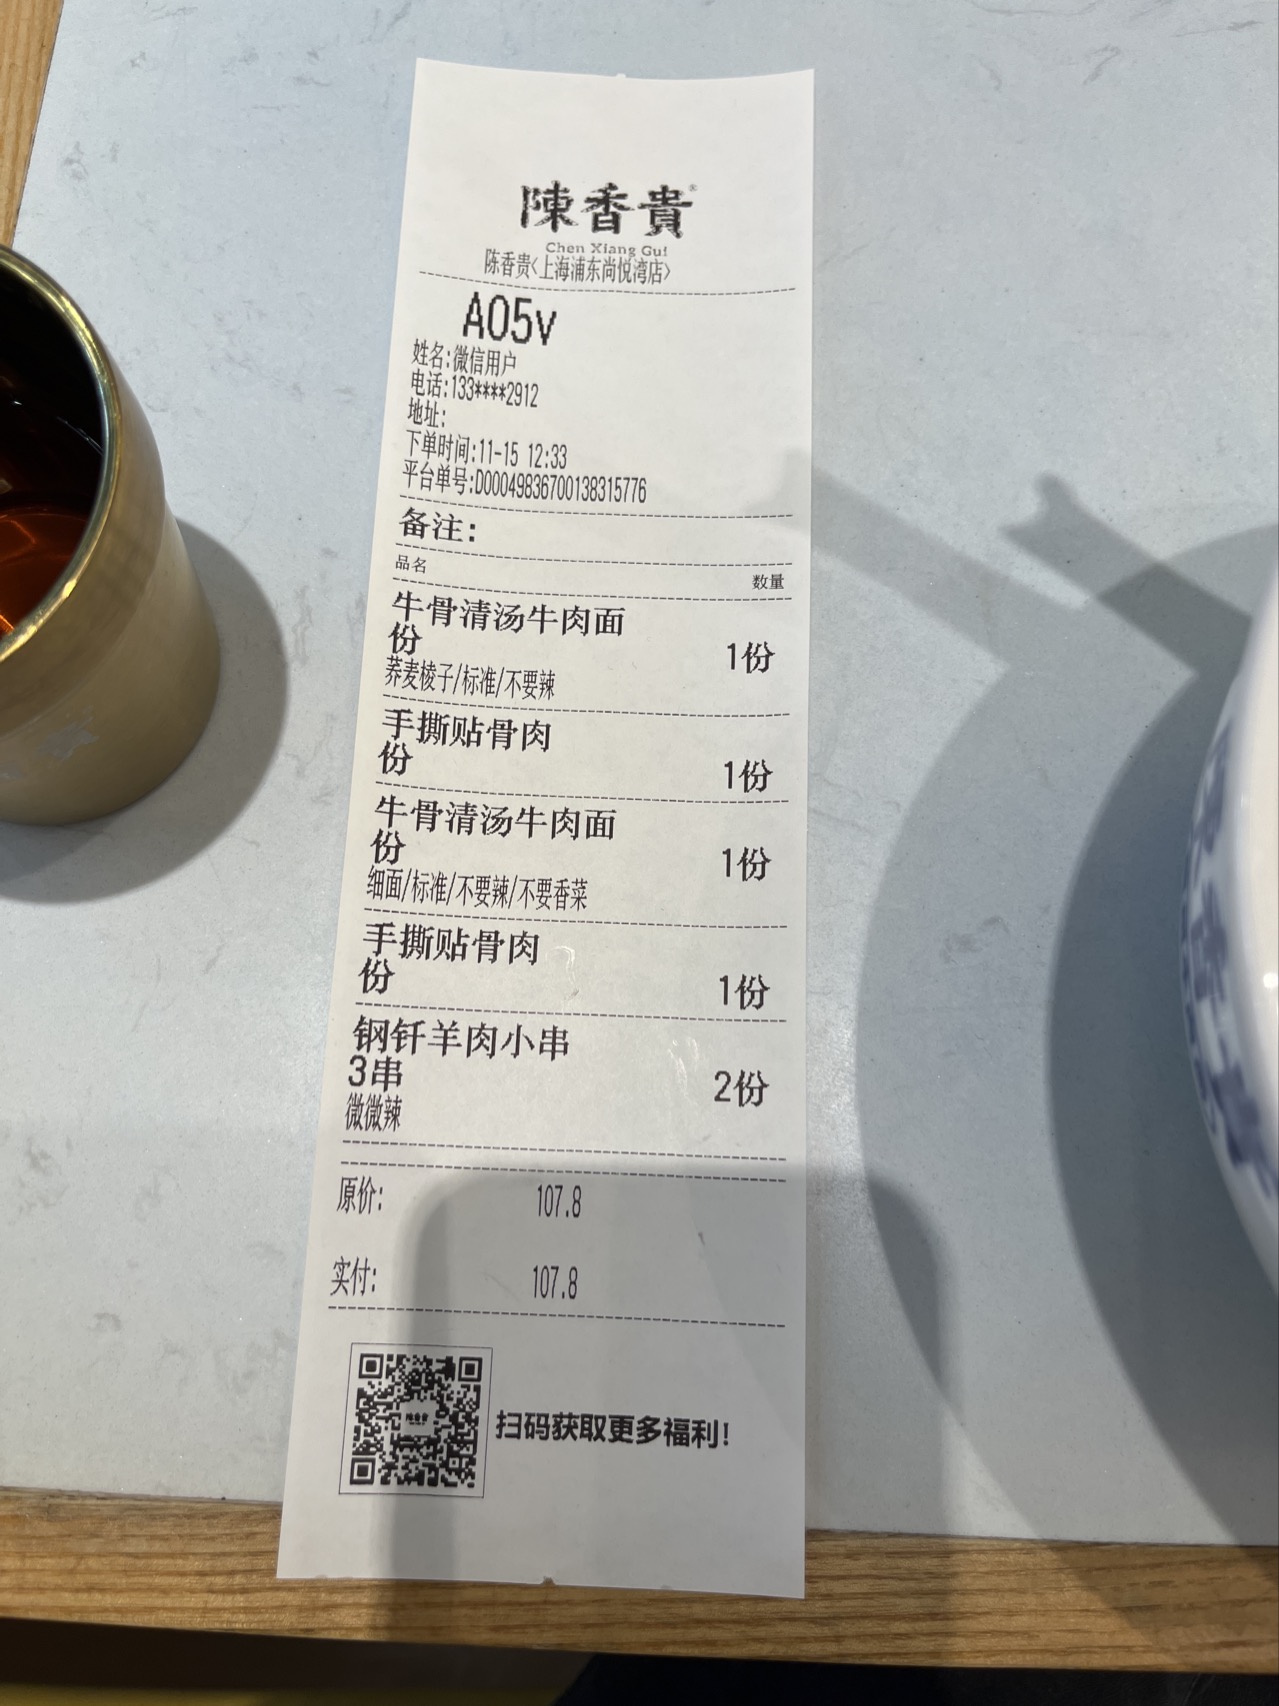 陳香貴®
Chen Xiang Gui
陈香贵<上海浦东尚悦湾店>
A05v
姓名:微信用户
电话:133****2912
地址:
下单时间:11-15 12:33
平台单号:D00049836700138315776
备注:
品名 数量
牛骨清汤牛肉面
份 1份
荞麦棱子/标准/不要辣
手撕贴骨肉
份 1份
牛骨清汤牛肉面
份 1份
细面/标准/不要辣/不要香菜
手撕贴骨肉
份 1份
钢钎羊肉小串
3串 2份
微微辣
原价: 107.8
实付: 107.8
陳香貴
扫码获取更多福利!